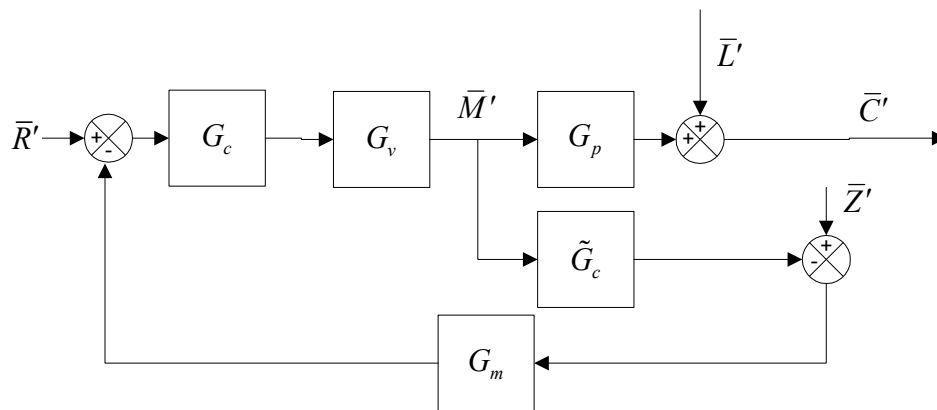 L̅'
R̅'
+
-
G_c
G_v
M̅'
G_p
+
+
C̅'
Z̅'
G̃_c
+
-
G_m